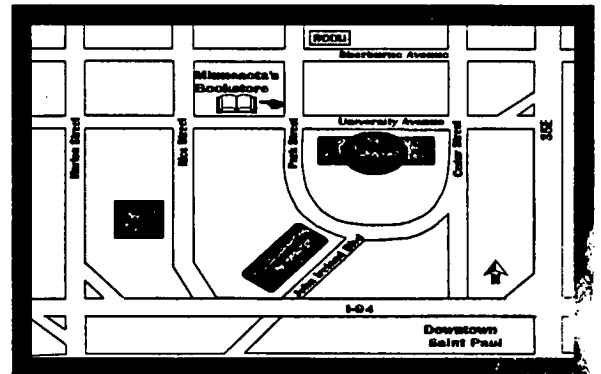 Sherburne Avenue
Minnesota's
Bookstore
University Avenue
Marion Street
Rice Street
Park Street
Cedar Street
35E
John Ireland Blvd
N
I-94
Downtown
Saint Paul